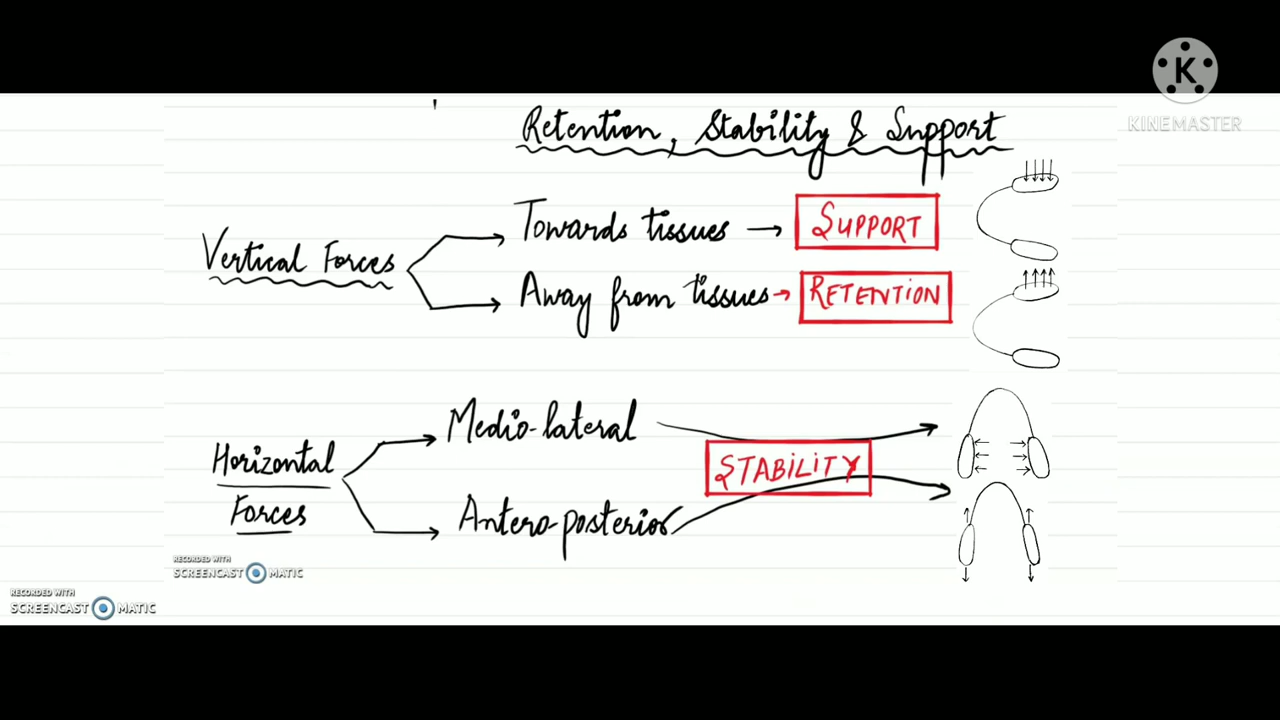 KINEMASTER
Retention, Stability & Support
Vertical Forces
Towards tissues → SUPPORT
Away from tissues → RETENTION
Horizontal
Forces
Medio-lateral
STABILITY
Antero-posterior
RECORDED WITH
SCREENCAST MATIC
RECORDED WITH
SCREENCAST MATIC